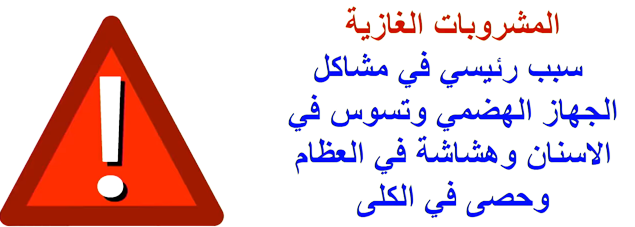 المشروبات الغازية
سبب رئيسي في مشاكل
الجهاز الهضمي وتسوس في
الاسنان وهشاشة في العظام
وحصى في الكلى